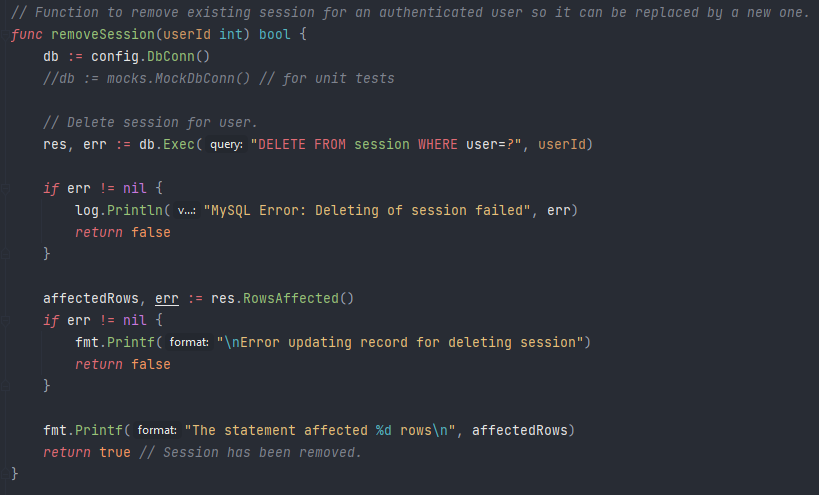 // Function to remove existing session for an authenticated user so it can be replaced by a new one.
func removeSession(userId int) bool {
    db := config.DbConn()
    //db := mocks.MockDbConn() // for unit tests

    // Delete session for user.
    res, err := db.Exec( query: "DELETE FROM session WHERE user=?", userId)

    if err != nil {
        log.Println( v...: "MySQL Error: Deleting of session failed", err)
        return false
    }

    affectedRows, err := res.RowsAffected()
    if err != nil {
        fmt.Printf( format: "\nError updating record for deleting session")
        return false
    }

    fmt.Printf( format: "The statement affected %d rows\n", affectedRows)
    return true // Session has been removed.
}